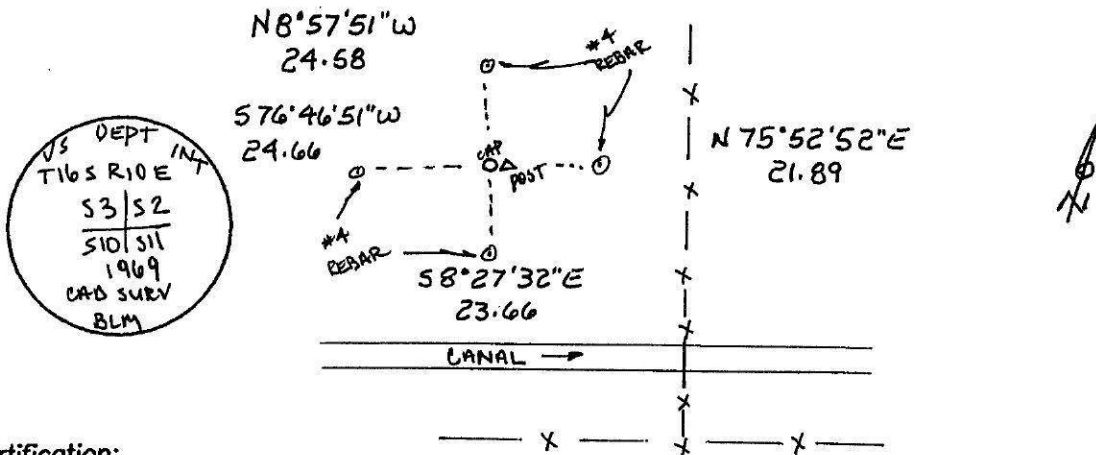 N8°57'51"W
24.58
#4
REBAR
S76°46'51"W
24.66
N 75°52'52"E
21.89
CAP
POST
US DEPT INT
T16S R10E
S3 | S2
S10 | S11
1969
CAD SURV
BLM
#4
REBAR
S8°27'32"E
23.66
CANAL
N
rtification: